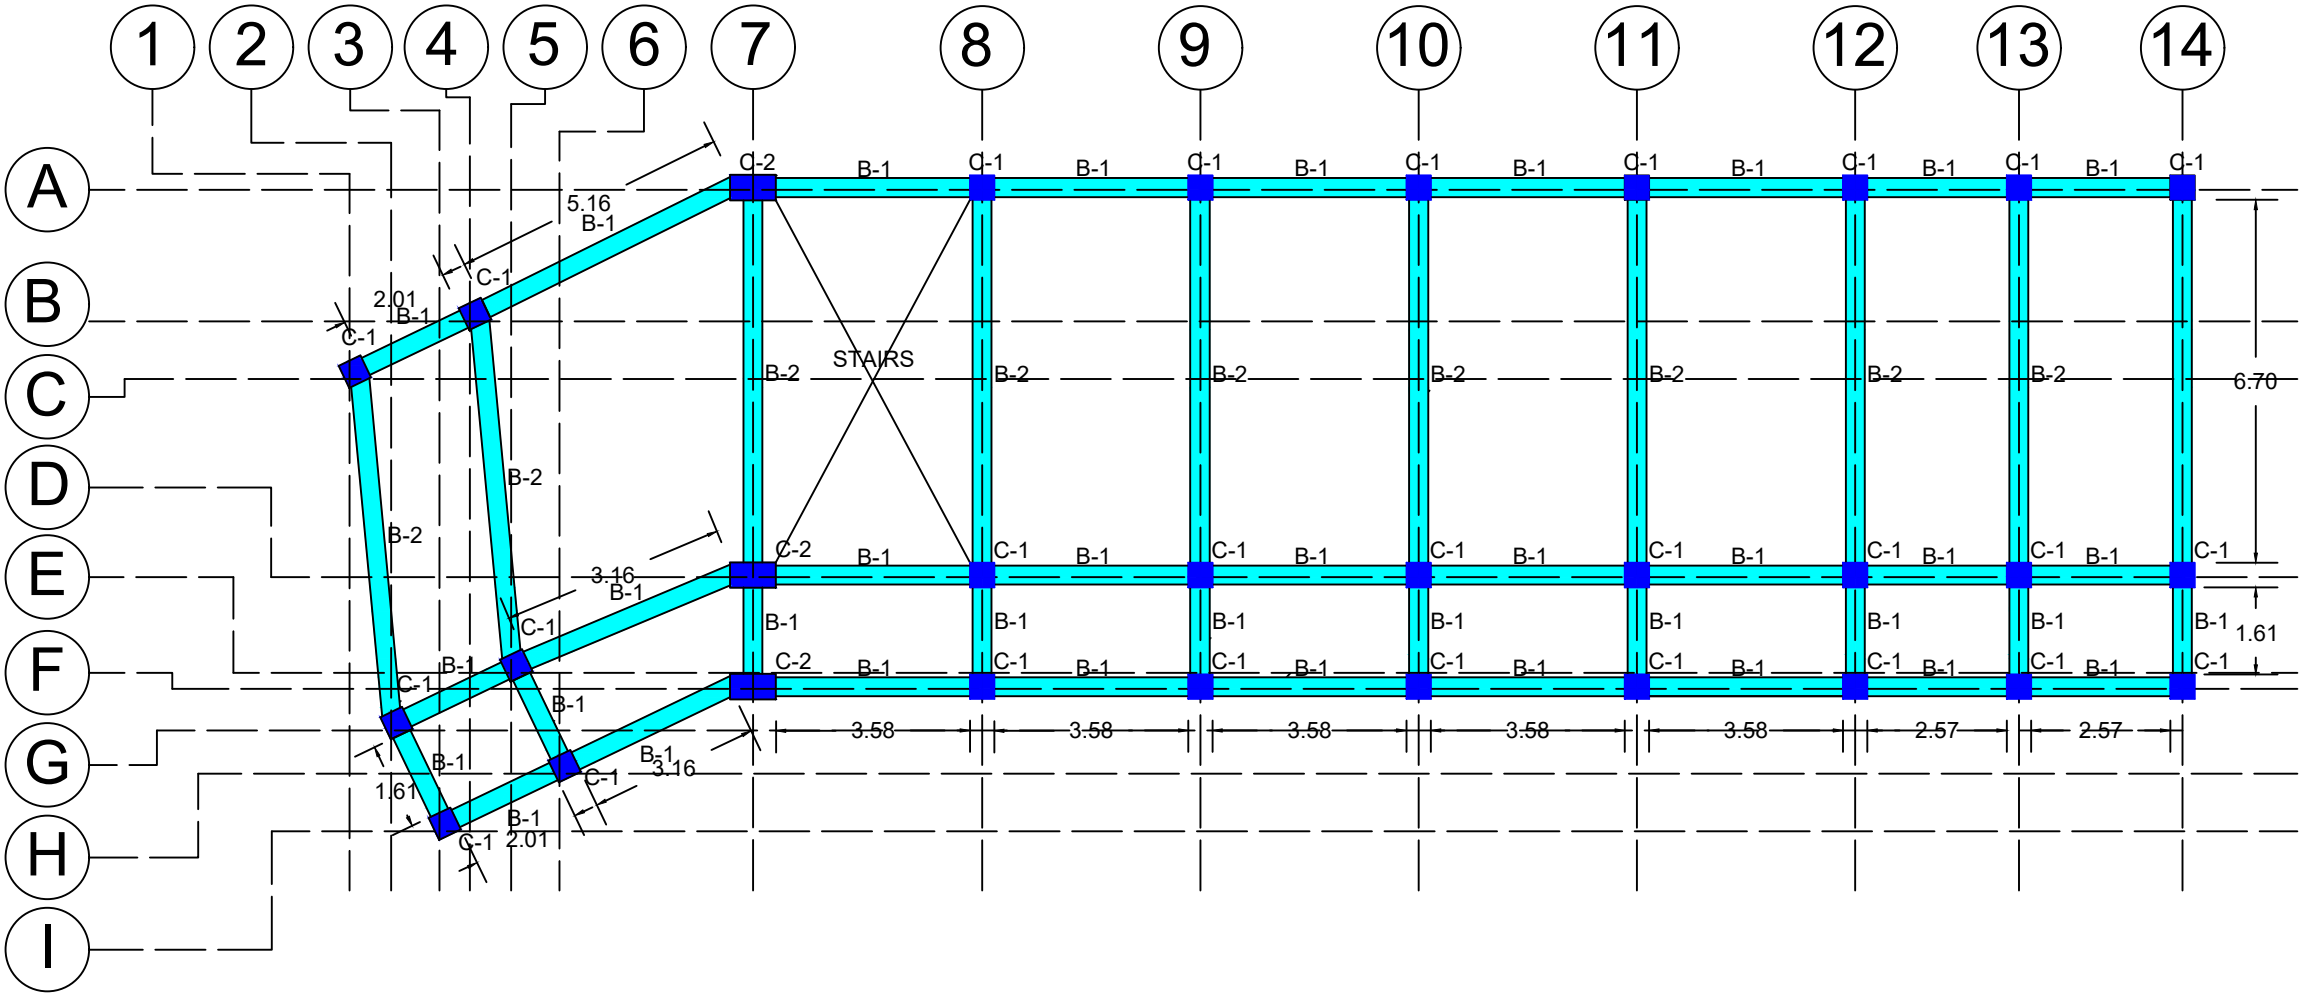 1 2 3 4 5 6 7 8 9 10 11 12 13 14
A
C-2 B-1 C-1 B-1 C-1 B-1 C-1 B-1 C-1 B-1 C-1 B-1 C-1 B-1 C-1
5.16
B-1
C-1
B
2.01
B-1
C-1
STAIRS
B-2 B-2 B-2 B-2 B-2 B-2 B-2
6.70
C
B-2
D
B-2
C-2 B-1 C-1 B-1 C-1 B-1 C-1 B-1 C-1 B-1 C-1 B-1 C-1 B-1 C-1
E
3.16
B-1
C-1
B-1 B-1 B-1 B-1 B-1 B-1 B-1 B-1
1.61
F
B-1
C-2 B-1 C-1 B-1 C-1 B-1 C-1 B-1 C-1 B-1 C-1 B-1 C-1 B-1 C-1
C-1
B-1
3.58 3.58 3.58 3.58 3.58 2.57 2.57
G
B-1
B-1
3.16
C-1
1.61
B-1
C-1 2.01
H
I